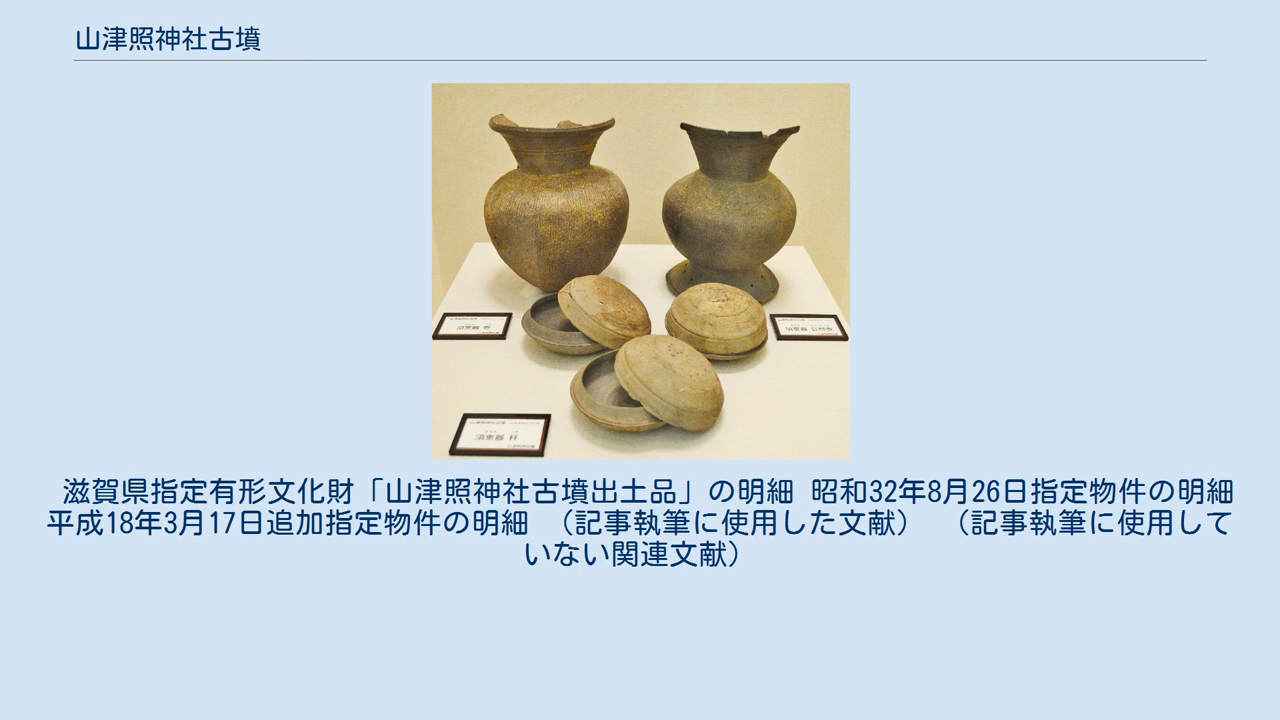 山津照神社古墳
須恵器 杯
滋賀県指定有形文化財「山津照神社古墳出土品」の明細 昭和32年8月26日指定物件の明細
平成18年3月17日追加指定物件の明細 （記事執筆に使用した文献） （記事執筆に使用して
いない関連文献）